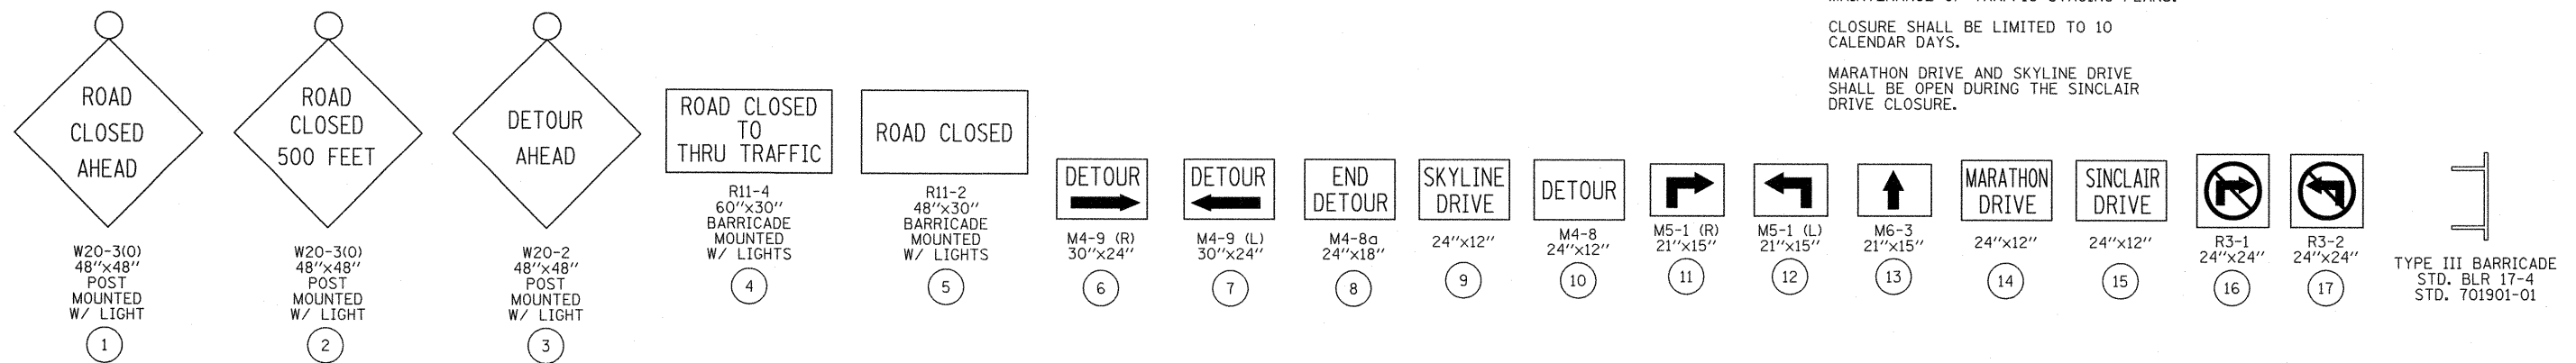 MAINTENANCE OF TRAFFIC STAGING PLANS.
CLOSURE SHALL BE LIMITED TO 10
CALENDAR DAYS.
MARATHON DRIVE AND SKYLINE DRIVE
SHALL BE OPEN DURING THE SINCLAIR
DRIVE CLOSURE.
ROAD
CLOSED
AHEAD
W20-3(O)
48"x48"
POST
MOUNTED
W/ LIGHT
1
ROAD
CLOSED
500 FEET
W20-3(O)
48"x48"
POST
MOUNTED
W/ LIGHT
2
DETOUR
AHEAD
W20-2
48"x48"
POST
MOUNTED
W/ LIGHT
3
ROAD CLOSED
TO
THRU TRAFFIC
R11-4
60"x30"
BARRICADE
MOUNTED
W/ LIGHTS
4
ROAD CLOSED
R11-2
48"x30"
BARRICADE
MOUNTED
W/ LIGHTS
5
DETOUR
M4-9 (R)
30"x24"
6
DETOUR
M4-9 (L)
30"x24"
7
END
DETOUR
M4-8a
24"x18"
8
SKYLINE
DRIVE
24"x12"
9
DETOUR
M4-8
24"x12"
10
M5-1 (R)
21"x15"
11
M5-1 (L)
21"x15"
12
M6-3
21"x15"
13
MARATHON
DRIVE
24"x12"
14
SINCLAIR
DRIVE
24"x12"
15
R3-1
24"x24"
16
R3-2
24"x24"
17
TYPE III BARRICADE
STD. BLR 17-4
STD. 701901-01